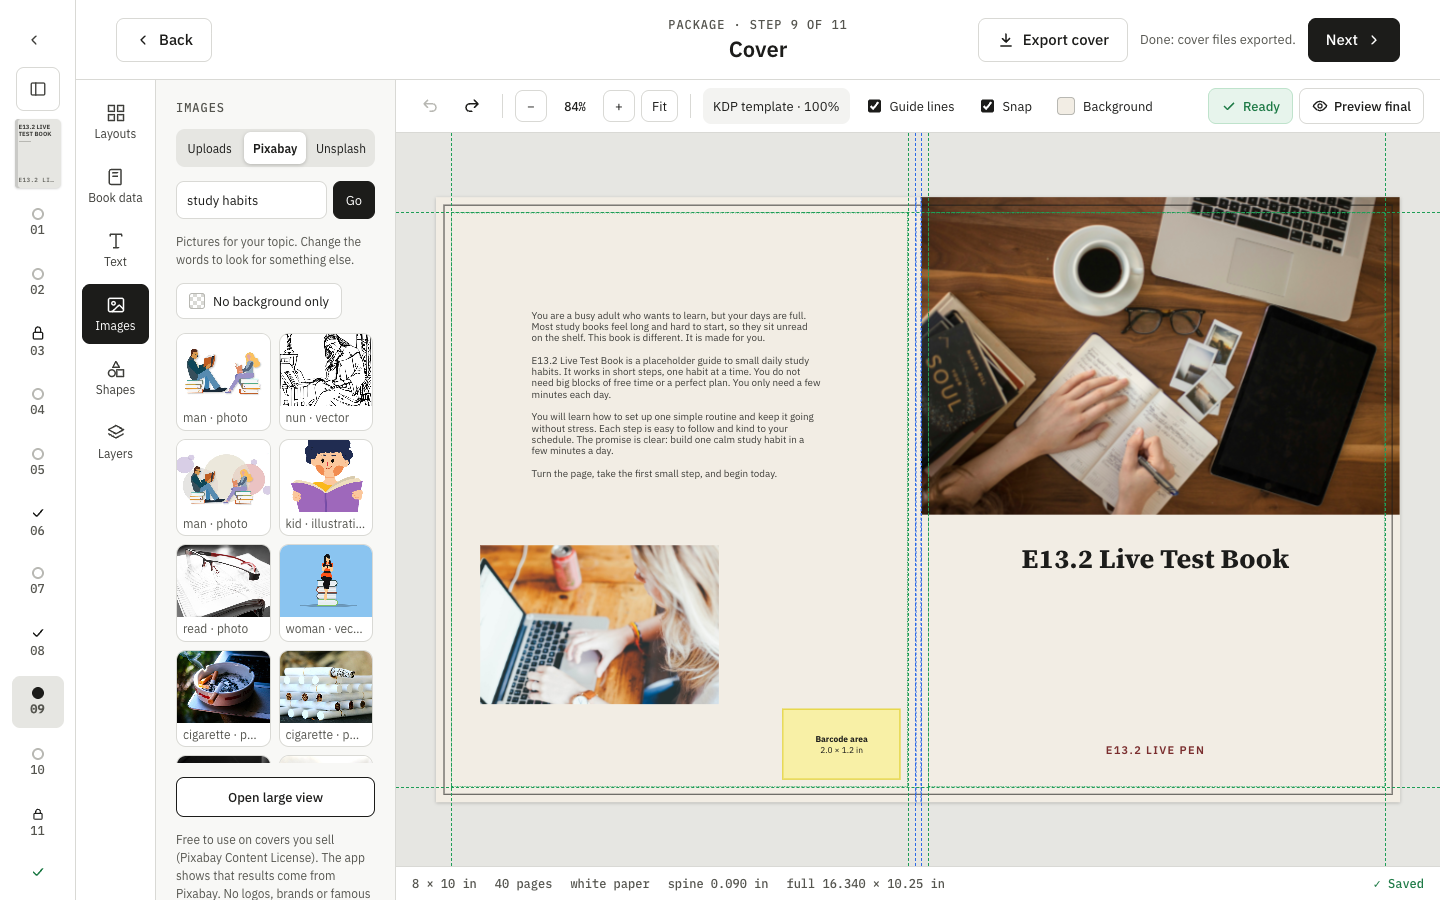 PACKAGE · STEP 9 OF 11
Back
Cover
Export cover
Done: cover files exported.
Next
E13.2 LIVE
TEST BOOK
E13.2 LI…
01
02
03
04
05
06
07
08
09
10
11
Layouts
Book data
Text
Images
Shapes
Layers
IMAGES
Uploads
Pixabay
Unsplash
study habits
Go
Pictures for your topic. Change the
words to look for something else.
No background only
man · photo
nun · vector
man · photo
kid · illustrati…
read · photo
woman · vec…
cigarette · p…
cigarette · p…
Open large view
Free to use on covers you sell
(Pixabay Content License). The app
shows that results come from
Pixabay. No logos, brands or famous
− 84% + Fit
KDP template · 100%
Guide lines
Snap
Background
Ready
Preview final
You are a busy adult who wants to learn, but your days are full.
Most study books feel long and hard to start, so they sit unread
on the shelf. This book is different. It is made for you.
E13.2 Live Test Book is a placeholder guide to small daily study
habits. It works in short steps, one habit at a time. You do not
need big blocks of free time or a perfect plan. You only need a few
minutes each day.
You will learn how to set up one simple routine and keep it going
without stress. Each step is easy to follow and kind to your
schedule. The promise is clear: build one calm study habit in a
few minutes a day.
Turn the page, take the first small step, and begin today.
Barcode area
2.0 × 1.2 in
SOUL
E13.2 Live Test Book
E13.2 LIVE PEN
8 × 10 in
40 pages
white paper
spine 0.090 in
full 16.340 × 10.25 in
✓ Saved